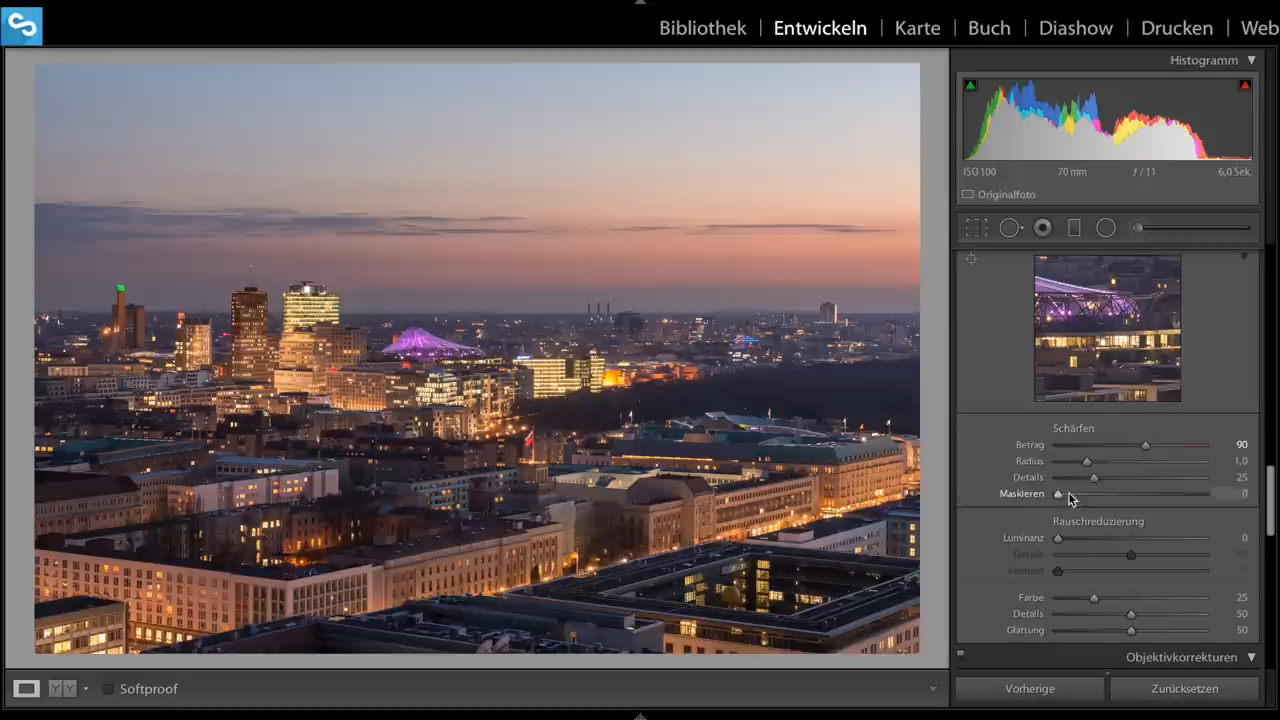 Bibliothek | Entwickeln | Karte | Buch | Diashow | Drucken | Web
Histogramm
ISO 100 70 mm f / 11 6,0 Sek.
Originalfoto
Schärfen
Betrag 90
Radius 1,0
Details 25
Maskieren 0
Rauschreduzierung
Luminanz 0
Details
Kontrast
Farbe 25
Details 50
Glättung 50
Objektivkorrekturen
Softproof
Vorherige
Zurücksetzen